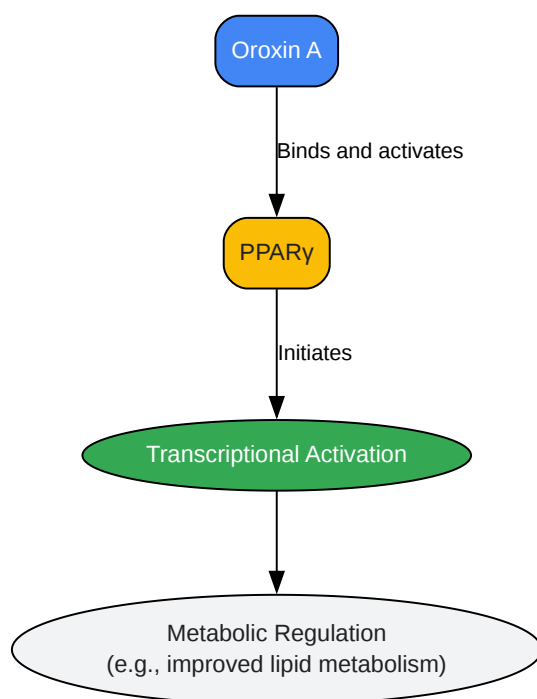 Oroxin A
Binds and activates
PPARγ
Initiates
Transcriptional Activation
Metabolic Regulation
(e.g., improved lipid metabolism)